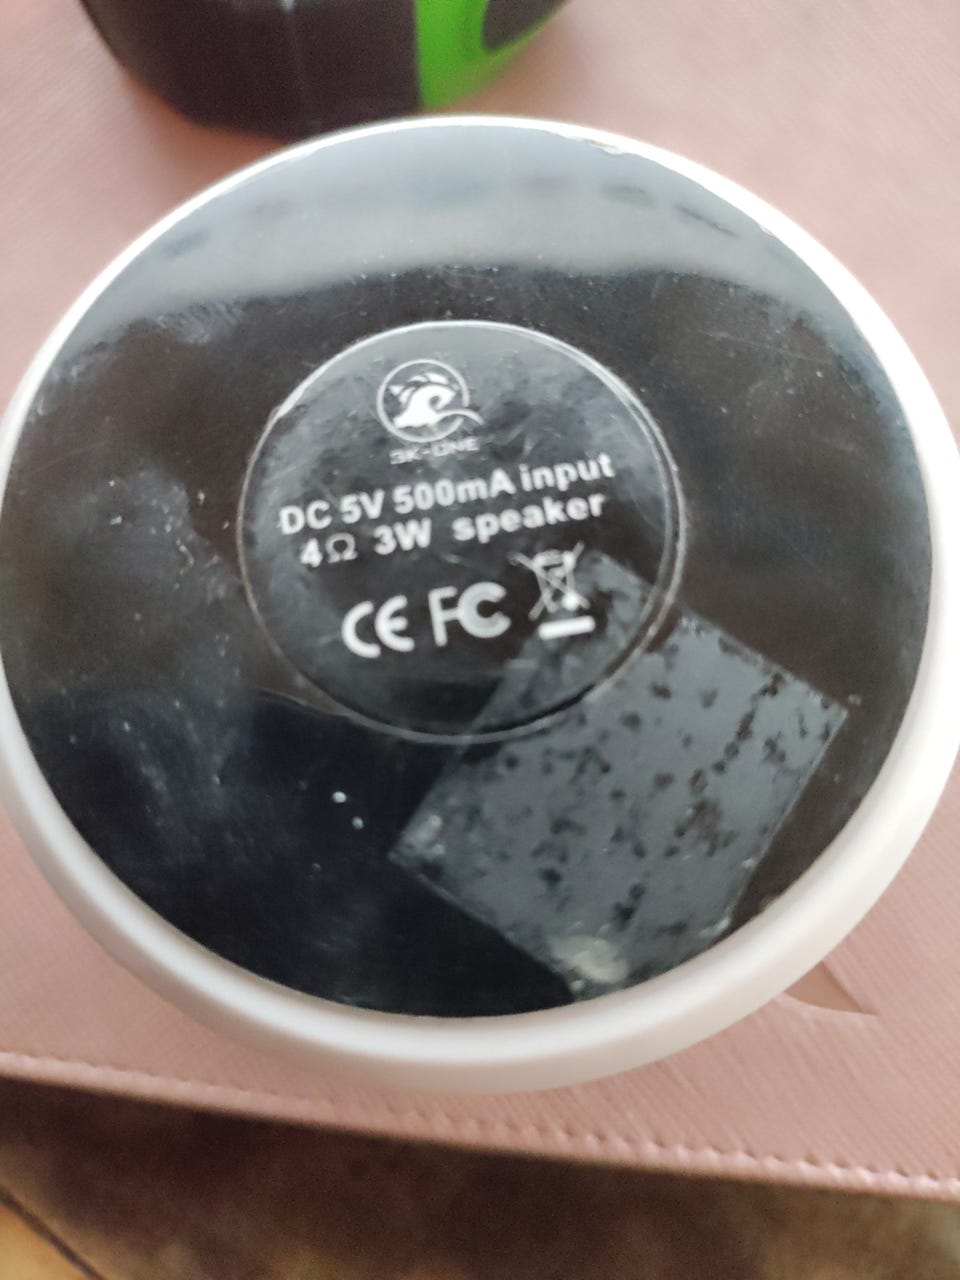 3K-ONE
DC 5V 500mA input
4Ω 3W speaker
CE FC